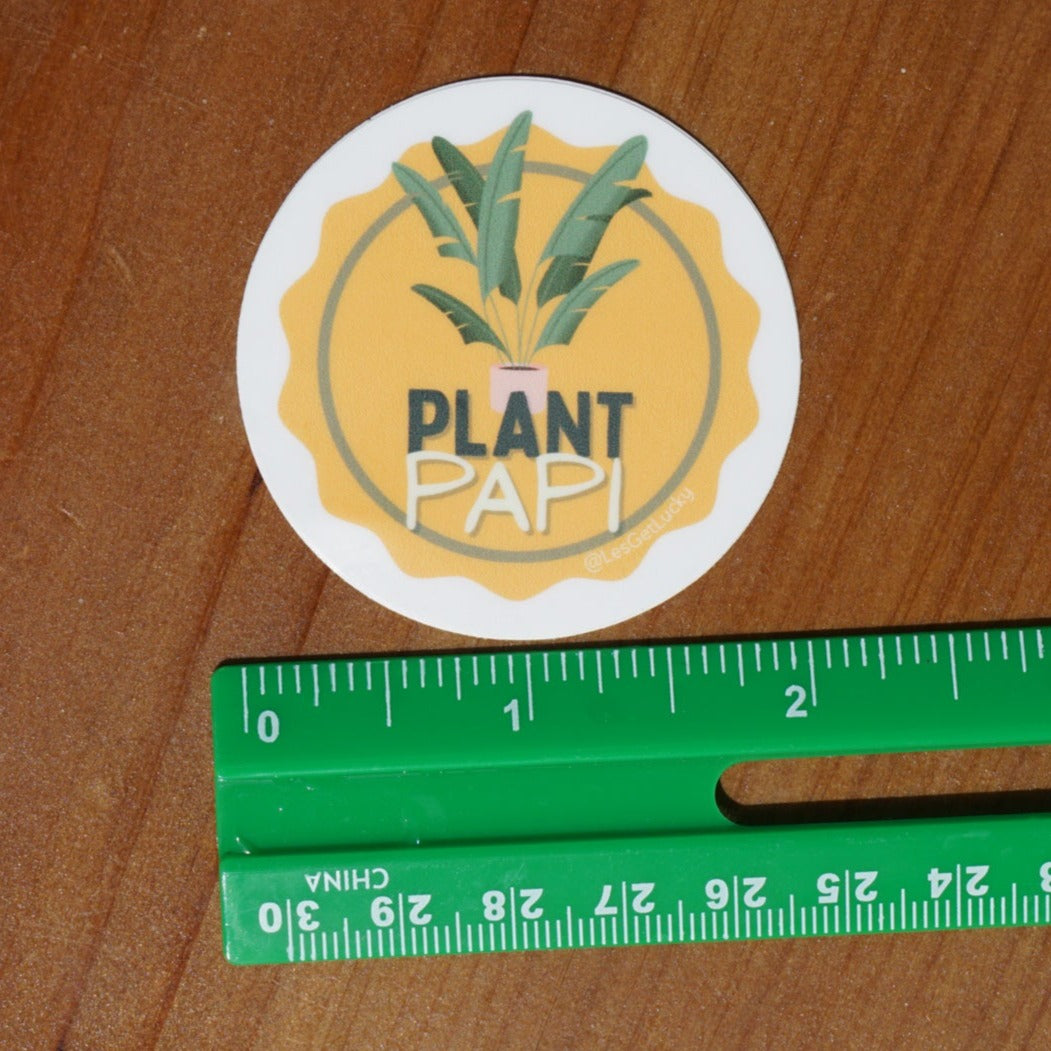 PLANT
PAPI
@LesGetLucky
0 1 2
CHINA
30 29 28 27 26 25 24